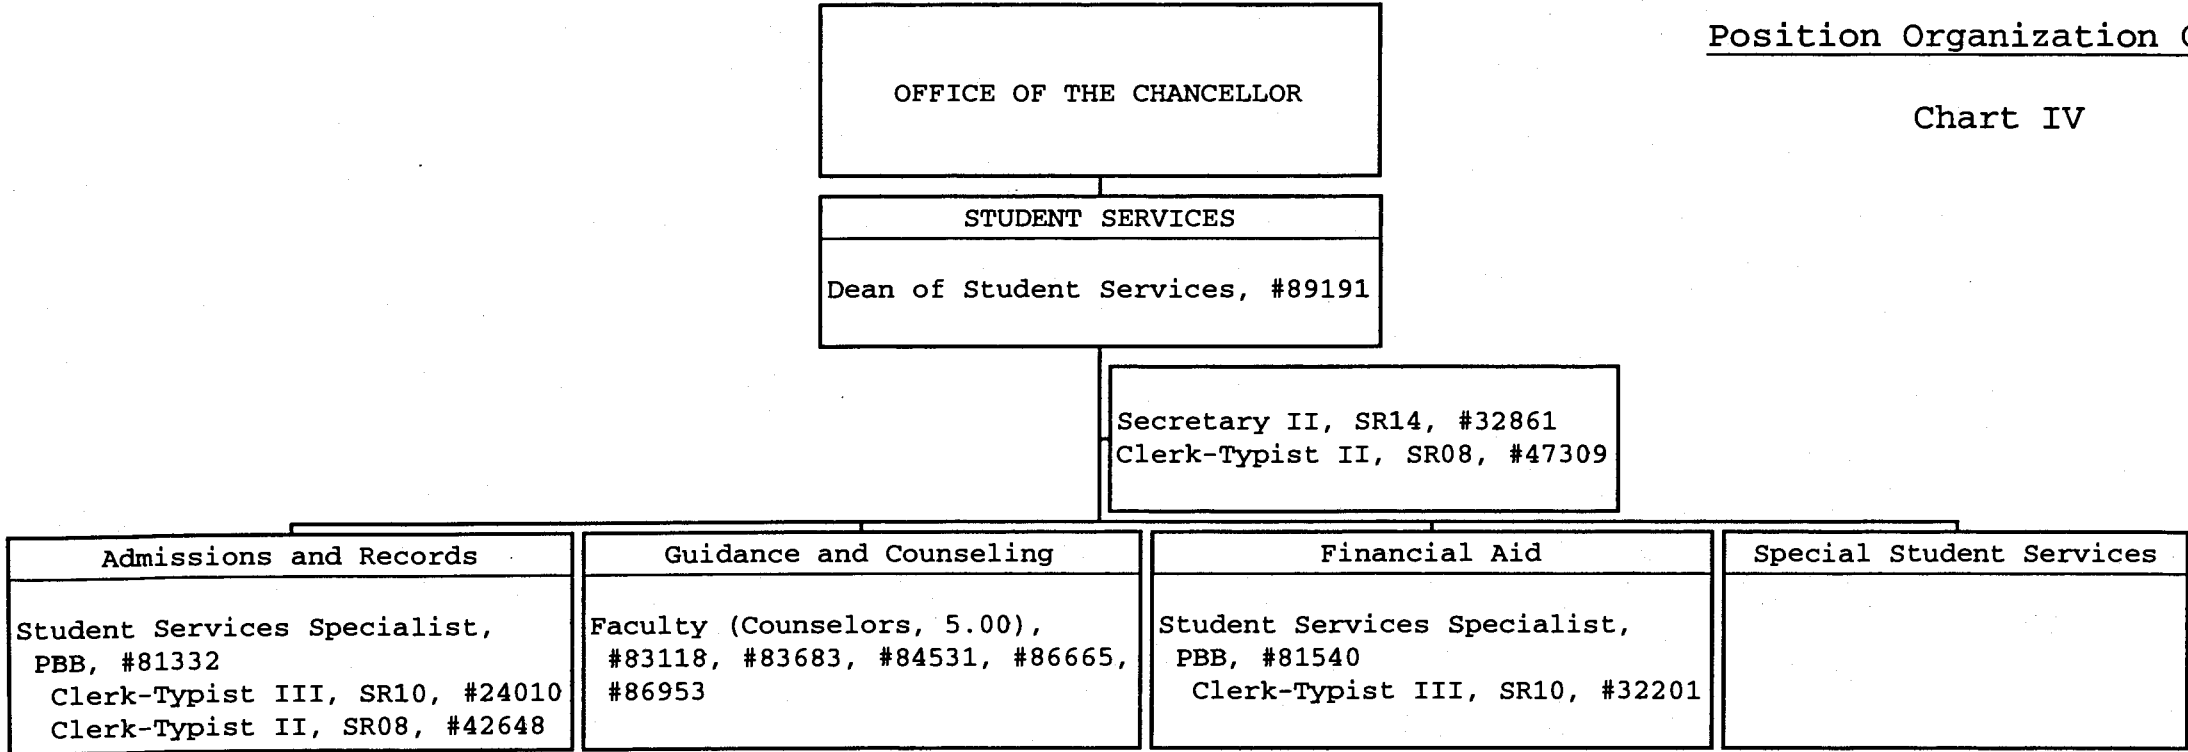 Position Organization
Chart IV
OFFICE OF THE CHANCELLOR
STUDENT SERVICES
Dean of Student Services, #89191
Secretary II, SR14, #32861
Clerk-Typist II, SR08, #47309
Admissions and Records
Student Services Specialist,
PBB, #81332
Clerk-Typist III, SR10, #24010
Clerk-Typist II, SR08, #42648
Guidance and Counseling
Faculty (Counselors, 5.00),
#83118, #83683, #84531, #86665,
#86953
Financial Aid
Student Services Specialist,
PBB, #81540
Clerk-Typist III, SR10, #32201
Special Student Services